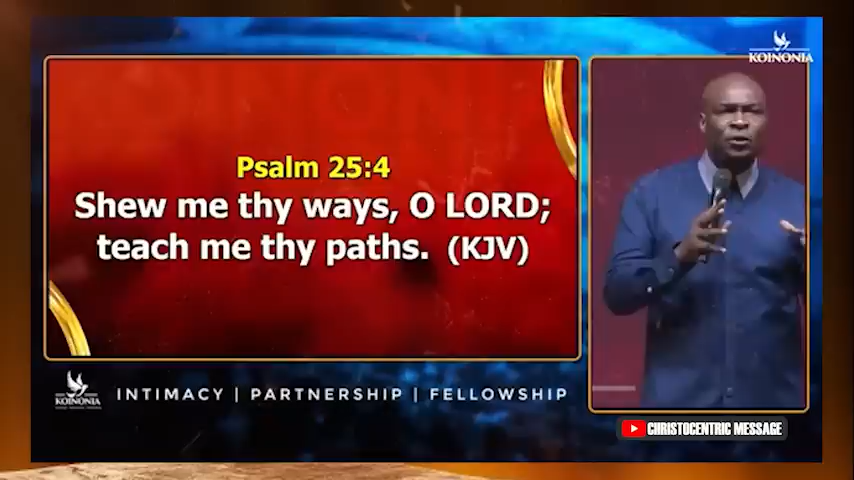 KOINONIA
Psalm 25:4
Shew me thy ways, O LORD;
teach me thy paths. (KJV)
KOINONIA
INTIMACY | PARTNERSHIP | FELLOWSHIP
CHRISTOCENTRIC MESSAGE